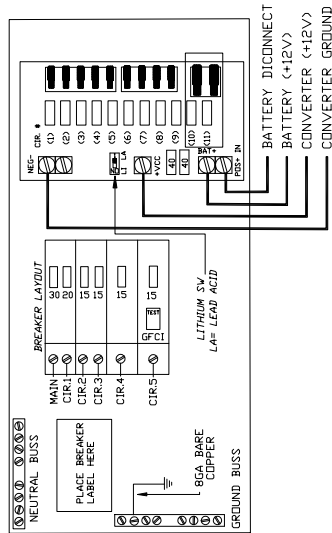 CIR. #
(1)
(2)
(3)
(4)
(5)
(6)
(7)
(8)
(9)
(10)
(11)
NEG-
LA
LI
+VCC
40
40
BAT+
POS+ IN
BATTERY DICONNECT
BATTERY (+12V)
CONVERTER (+12V)
CONVERTER GROUND
BREAKER LAYOUT
30
20
15
15
15
15
TEST
GFCI
MAIN
CIR.1
CIR.2
CIR.3
CIR.4
CIR.5
LITHIUM SW
LA= LEAD ACID
NEUTRAL BUSS
PLACE BREAKER
LABEL HERE
8GA BARE
COPPER
GROUND BUSS